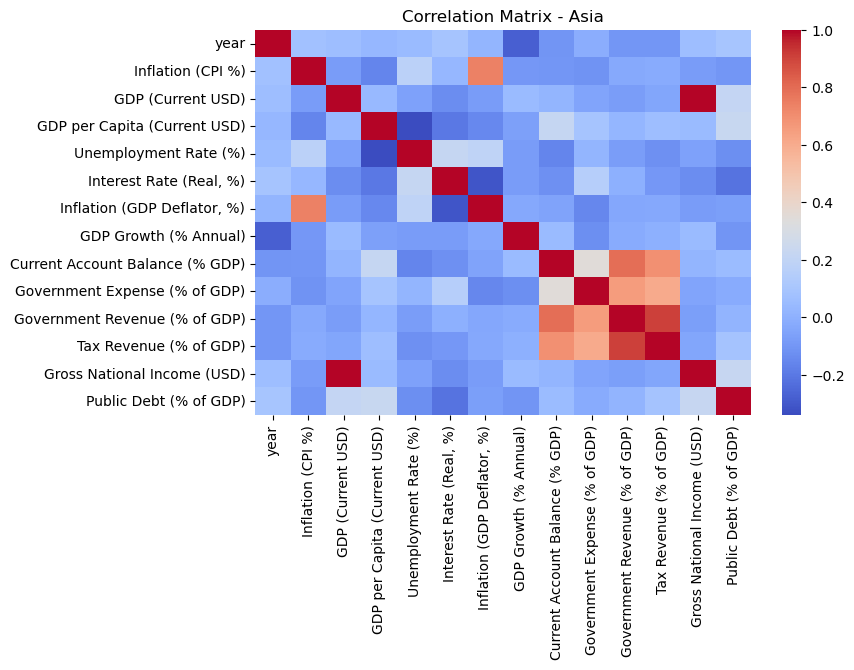 Correlation Matrix - Asia
year
Inflation (CPI %)
GDP (Current USD)
GDP per Capita (Current USD)
Unemployment Rate (%)
Interest Rate (Real, %)
Inflation (GDP Deflator, %)
GDP Growth (% Annual)
Current Account Balance (% GDP)
Government Expense (% of GDP)
Government Revenue (% of GDP)
Tax Revenue (% of GDP)
Gross National Income (USD)
Public Debt (% of GDP)
year
Inflation (CPI %)
GDP (Current USD)
GDP per Capita (Current USD)
Unemployment Rate (%)
Interest Rate (Real, %)
Inflation (GDP Deflator, %)
GDP Growth (% Annual)
Current Account Balance (% GDP)
Government Expense (% of GDP)
Government Revenue (% of GDP)
Tax Revenue (% of GDP)
Gross National Income (USD)
Public Debt (% of GDP)
1.0
0.8
0.6
0.4
0.2
0.0
−0.2